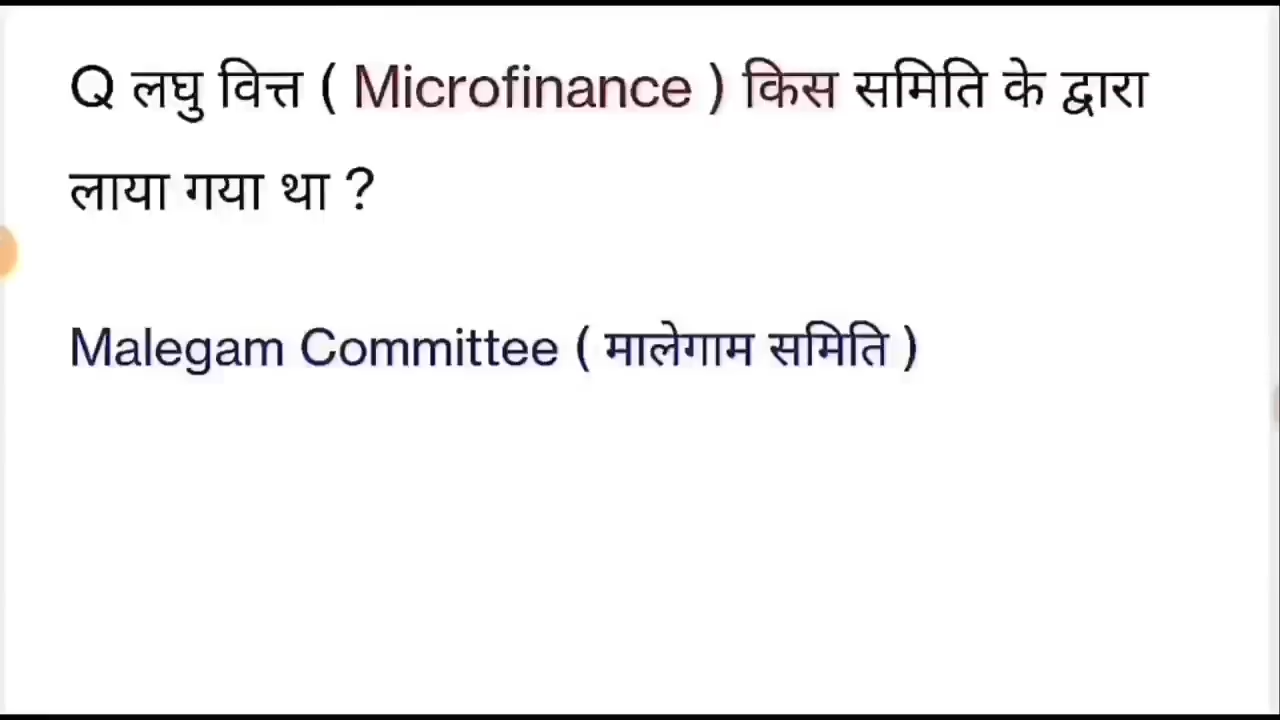 Q लघु वित्त ( Microfinance ) किस समिति के द्वारा
लाया गया था ?
Malegam Committee ( मालेगाम समिति )